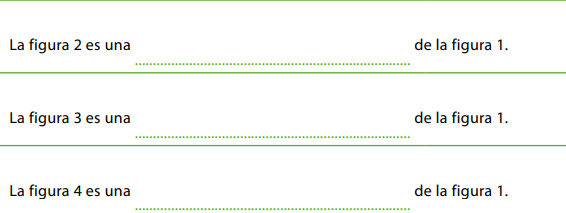 La figura 2 es una ........................ de la figura 1.
La figura 3 es una ........................ de la figura 1.
La figura 4 es una ........................ de la figura 1.